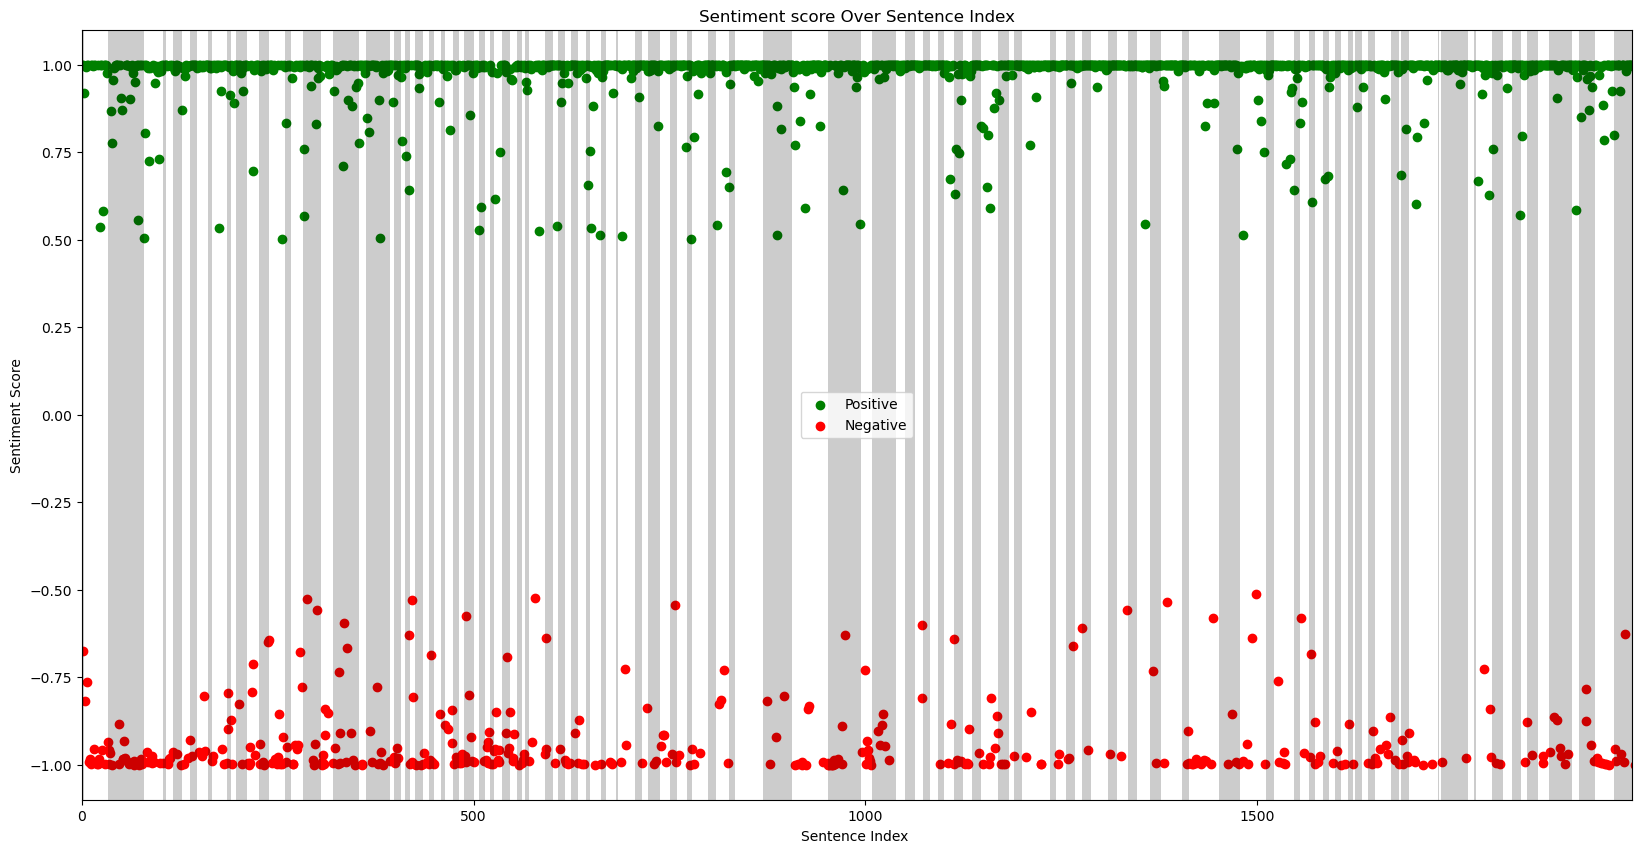 Sentiment score Over Sentence Index
1.00
0.75
0.50
0.25
0.00
−0.25
−0.50
−0.75
−1.00
Sentiment Score
Positive
Negative
0
500
1000
1500
Sentence Index